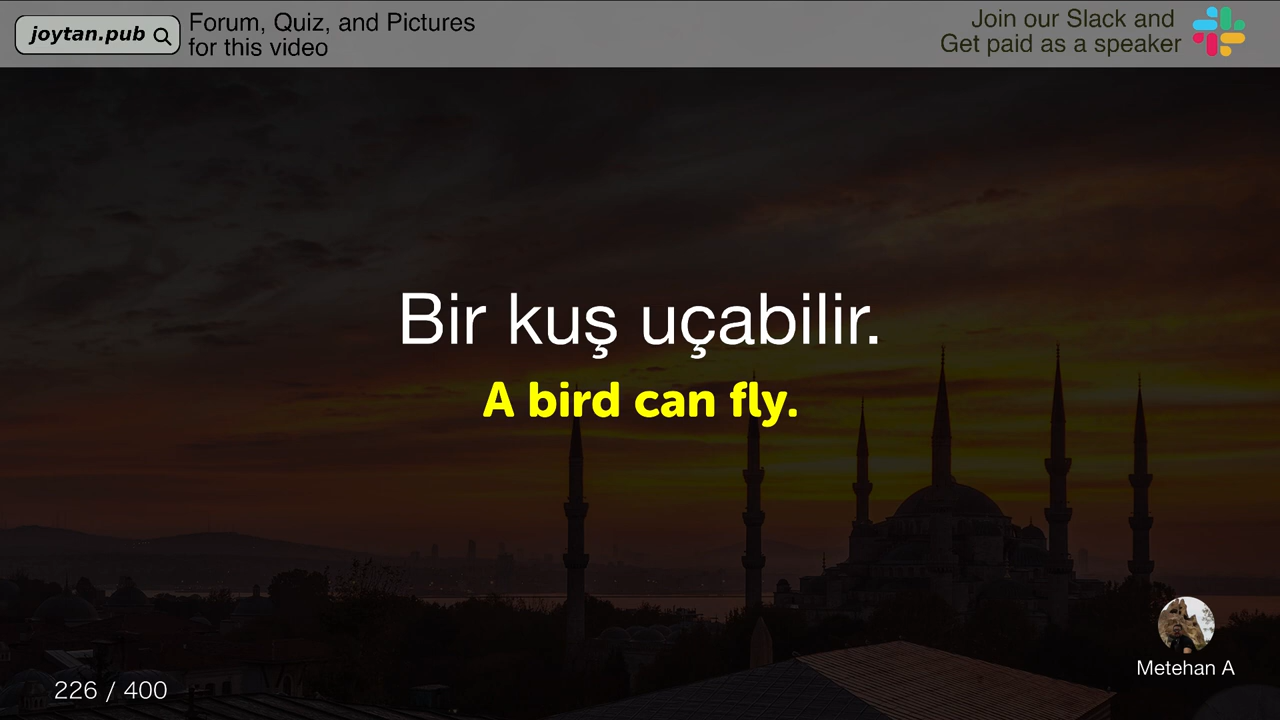 joytan.pub
Forum, Quiz, and Pictures
for this video
Join our Slack and
Get paid as a speaker
Bir kuş uçabilir.
A bird can fly.
Metehan A
226 / 400